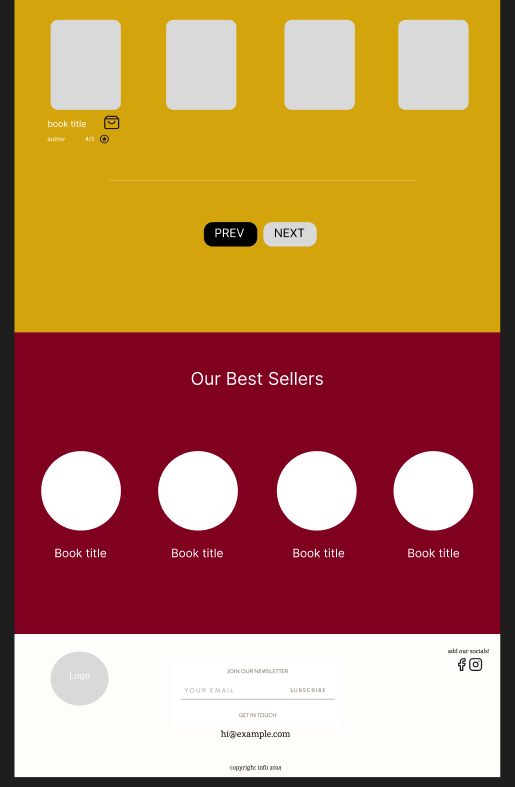 book title
author 4/5
PREV NEXT
Our Best Sellers
Book title Book title Book title Book title
add our socials!
Logo
JOIN OUR NEWSLETTER
YOUR EMAIL SUBSCRIBE
GET IN TOUCH
hi@example.com
copyright info 2024